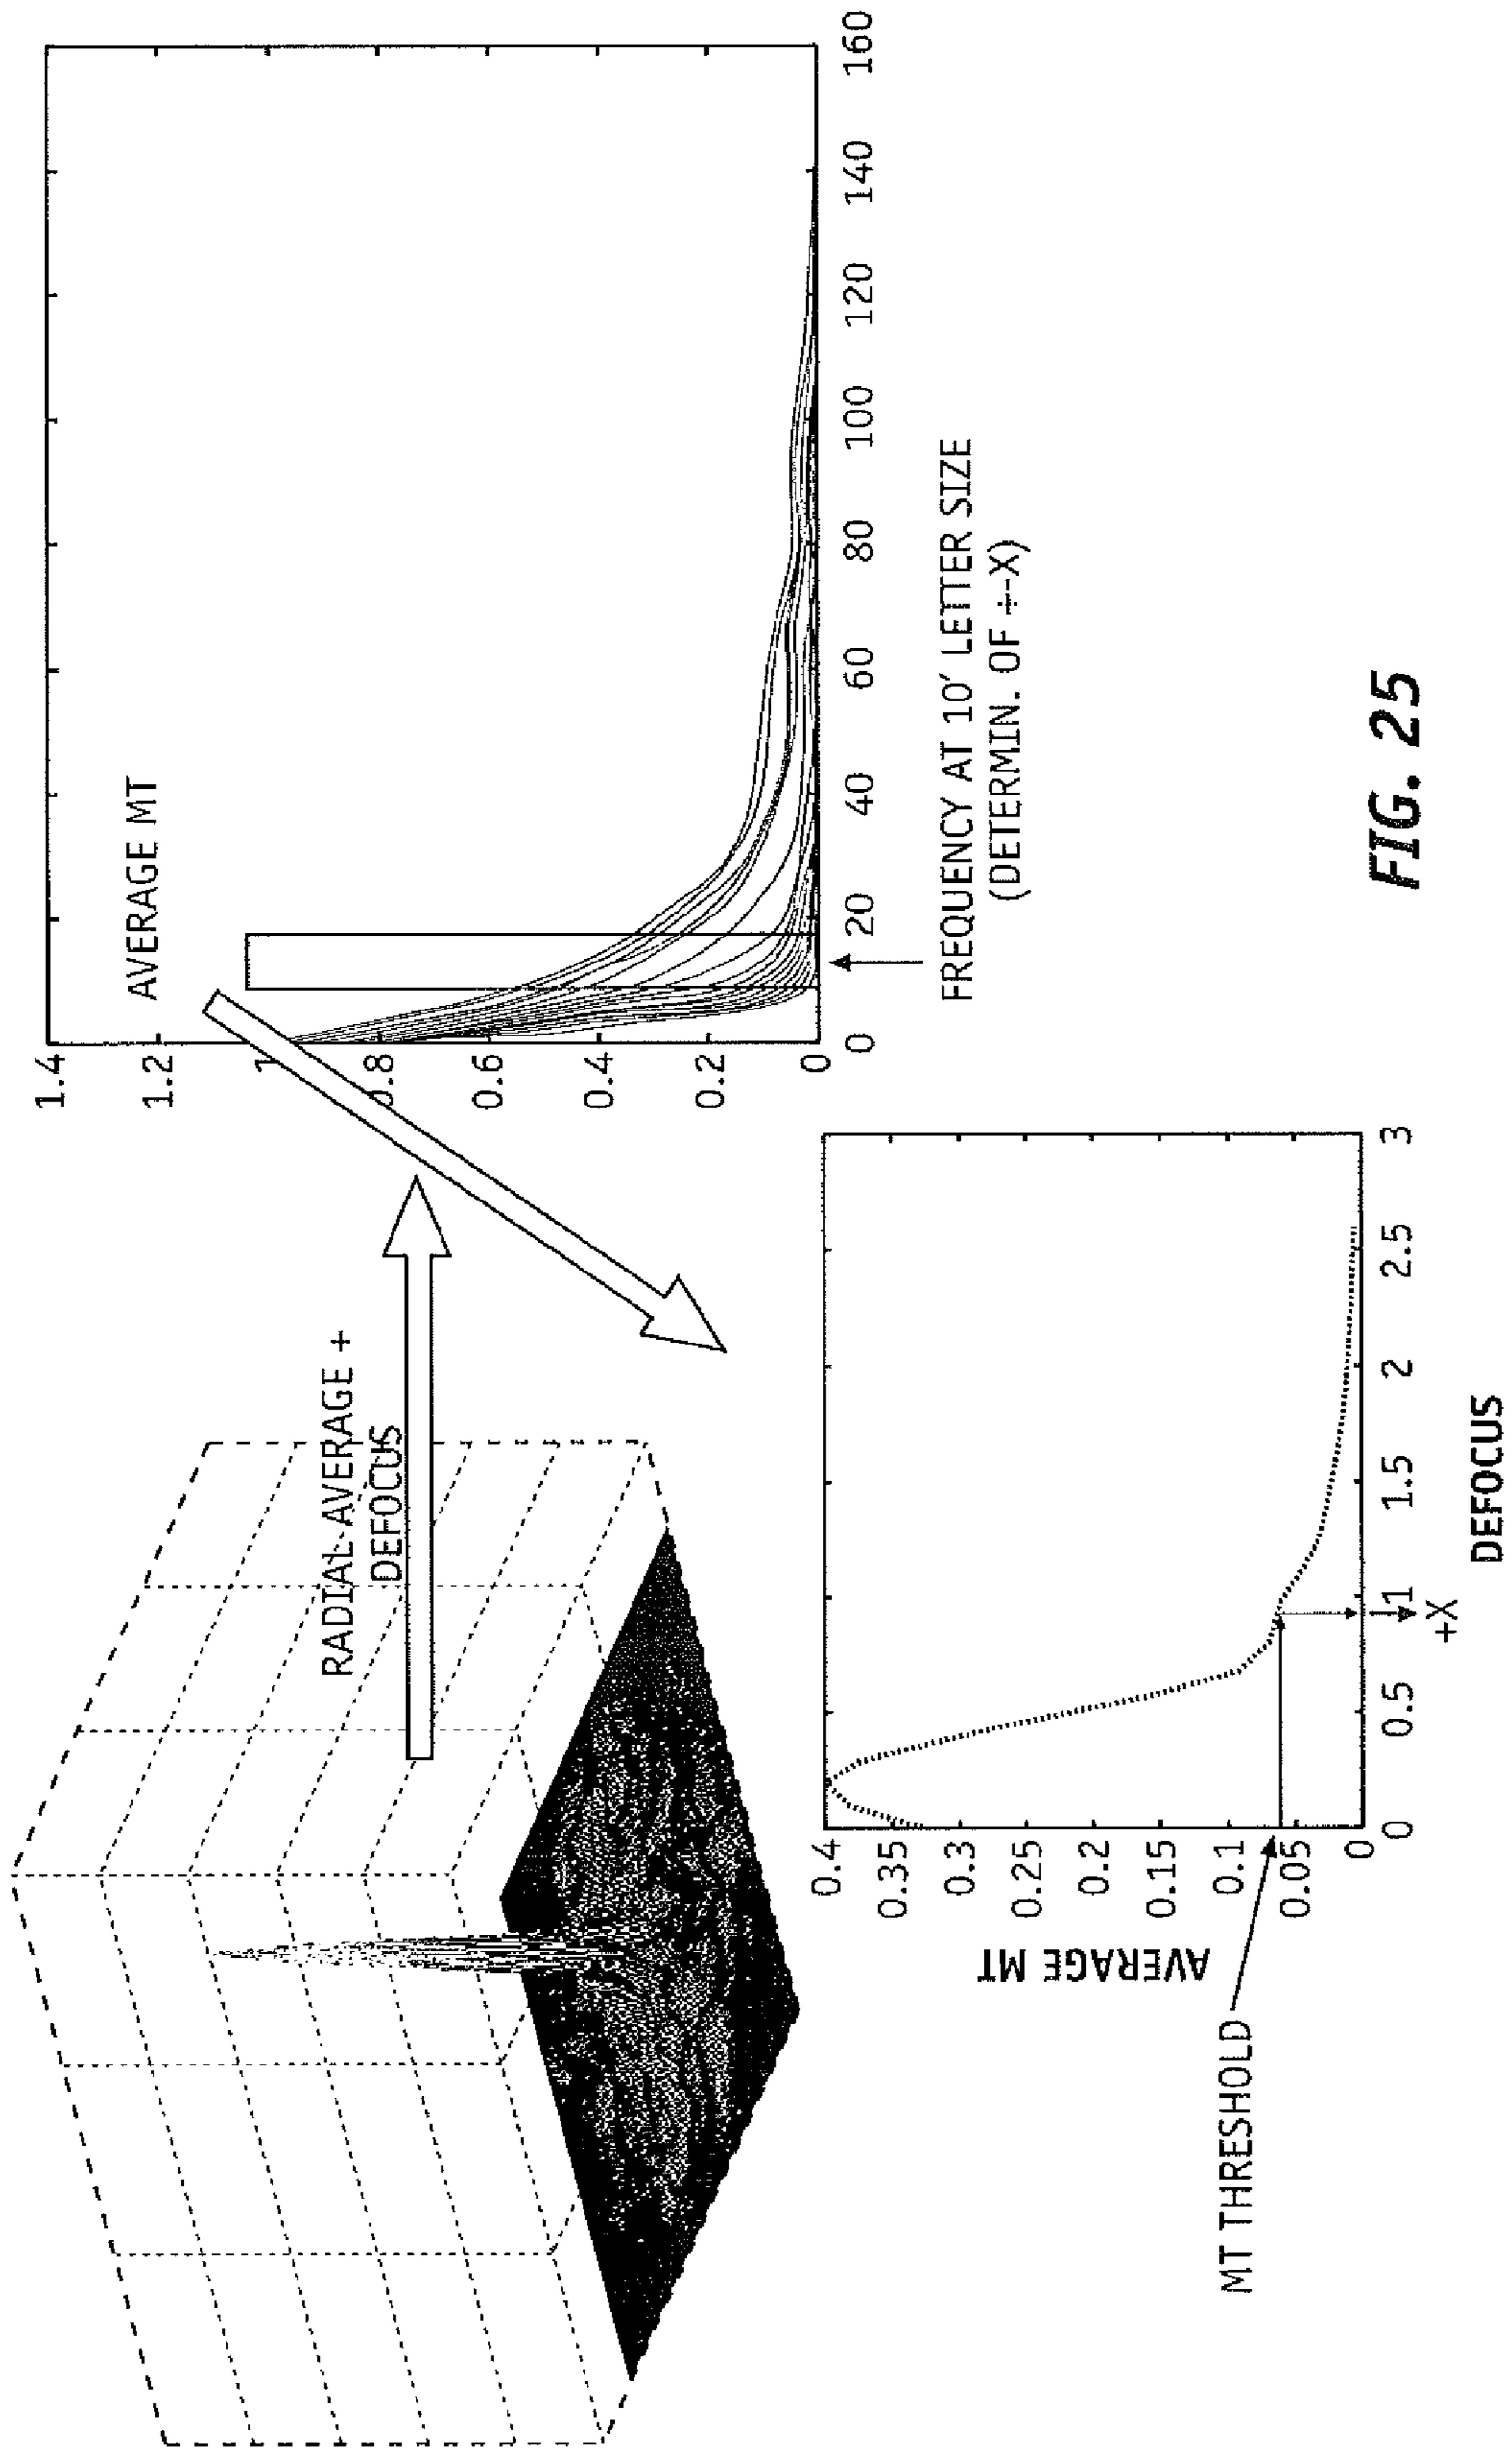 RADIAL AVERAGE +
DEFOCUS
AVERAGE MT
1.4
1.2
1
0.8
0.6
0.4
0.2
0
0 20 40 60 80 100 120 140 160
FREQUENCY AT 10' LETTER SIZE
(DETERMIN. OF +-X)
AVERAGE MT
0.4
0.35
0.3
0.25
0.2
0.15
0.1
0.05
0
MT THRESHOLD
0 0.5 1 1.5 2 2.5 3
+X
DEFOCUS
FIG. 25